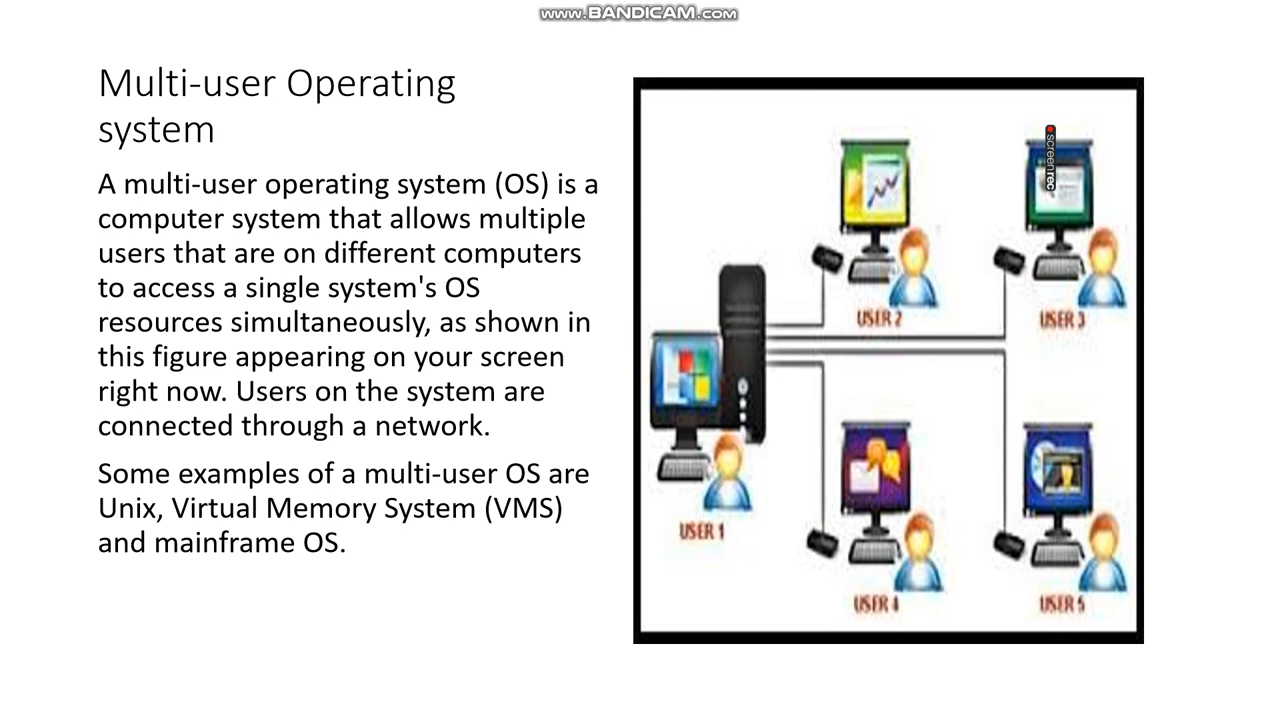 www.BANDICAM.com
Multi-user Operating
system
A multi-user operating system (OS) is a
computer system that allows multiple
users that are on different computers
to access a single system's OS
resources simultaneously, as shown in
this figure appearing on your screen
right now. Users on the system are
connected through a network.
Some examples of a multi-user OS are
Unix, Virtual Memory System (VMS)
and mainframe OS.
screenrec
USER 2
USER 3
USER 1
USER 4
USER 5